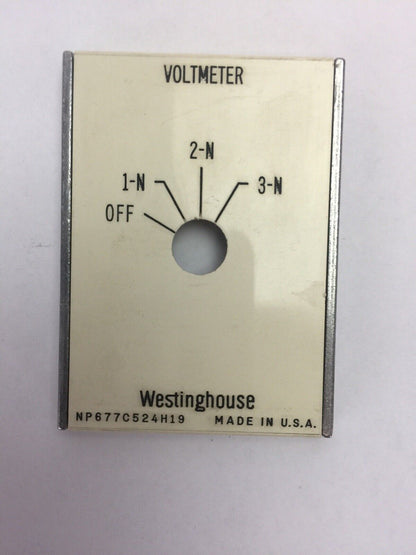 VOLTMETER
2-N
1-N 3-N
OFF
Westinghouse
NP677C524H19 MADE IN U.S.A.